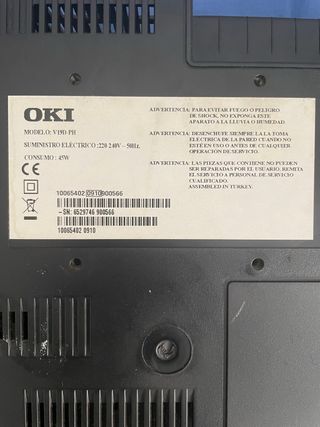 OKI
MODELO: V19D-PH
SUMINISTRO ELÉCTRICO :220 240V ~ 50Hz.
CONSUMO : 45W
CE
10065402 0910 900566
- SN: 6529746 900566
10065402 0910
ADVERTENCIA: PARA EVITAR FUEGO O PELIGRO
DE SHOCK, NO EXPONGA ESTE
APARATO A LA LLUVIA O HUMEDAD.
ADVERTENCIA: DESENCHUFE SIEMPRE LA TOMA
ELECTRICA DE LA PARED CUANDO NO
ESTE EN USO O ANTES DE CUALQUIER
OPERACIÓN DE SERVICIO.
ADVERTENCIA: LAS PIEZAS QUE CONTIENE NO PUEDEN
SER REPARADAS POR EL USUARIO, REMITA
EL SERVICIO A PERSONAL DE SERVICIO
CUALIFICADO.
ASSEMBLED IN TURKEY.